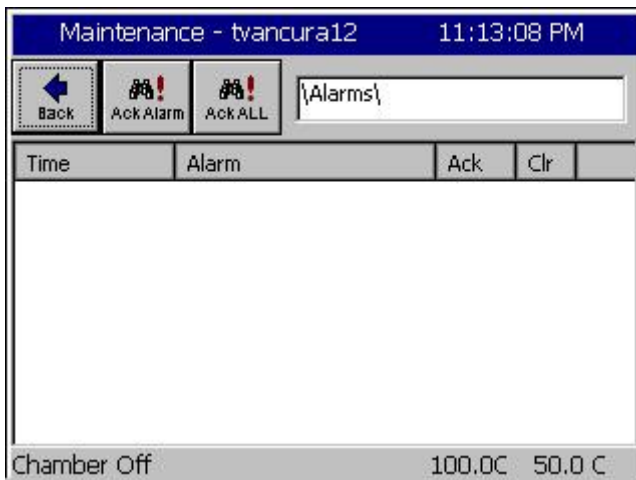 Maintenance - tvancura12 11:13:08 PM
Back Ack Alarm Ack ALL \Alarms\
Time Alarm Ack Clr
Chamber Off 100.0C 50.0 C